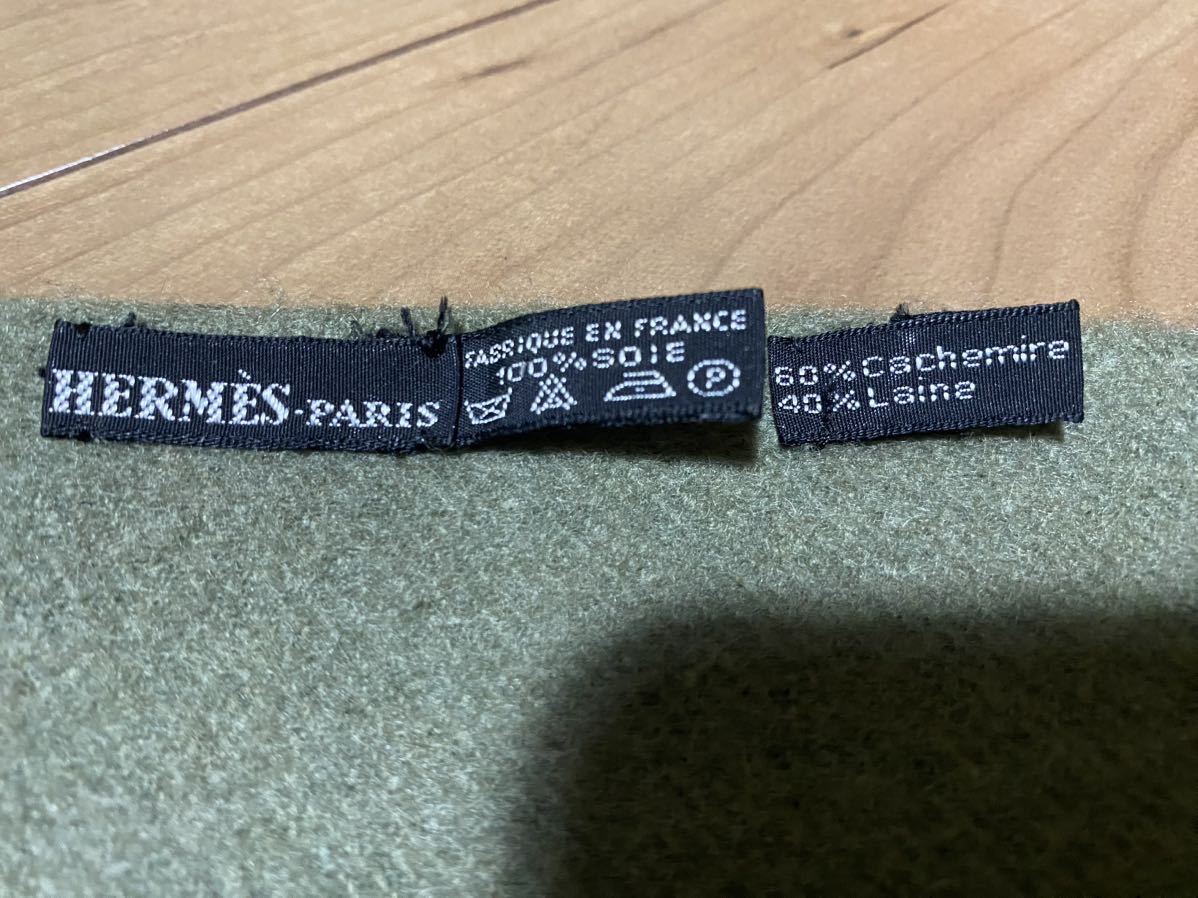 HERMÈS-PARIS
FABRIQUE EN FRANCE
100% SOIE
P
60% Cachemire
40% Laine